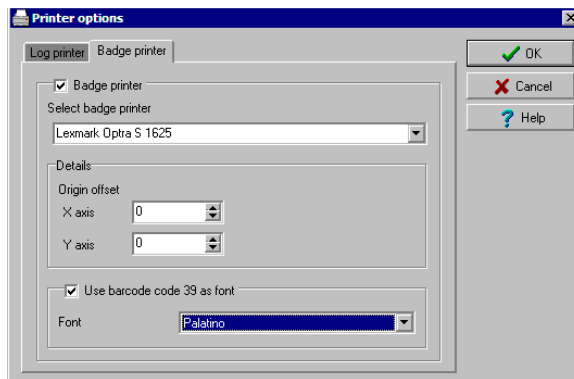 Printer options
Log printer Badge printer
OK
Badge printer
Cancel
Select badge printer
Help
Lexmark Optra S 1625
Details
Origin offset
X axis 0
Y axis 0
Use barcode code 39 as font
Font Palatino